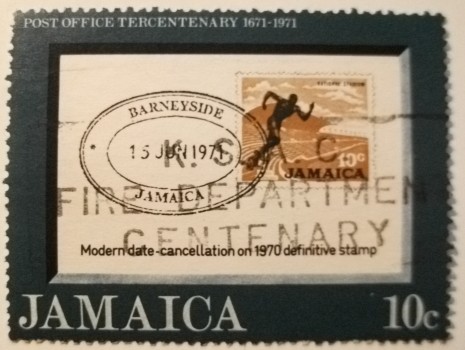 POST OFFICE TERCENTENARY 1671-1971
BARNEYSIDE
15 JUN 1971
JAMAICA
JAMAICA
10c
K. S. A. C.
FIRE DEPARTMEN
CENTENARY
Modern date-cancellation on 1970 definitive stamp
JAMAICA 10c